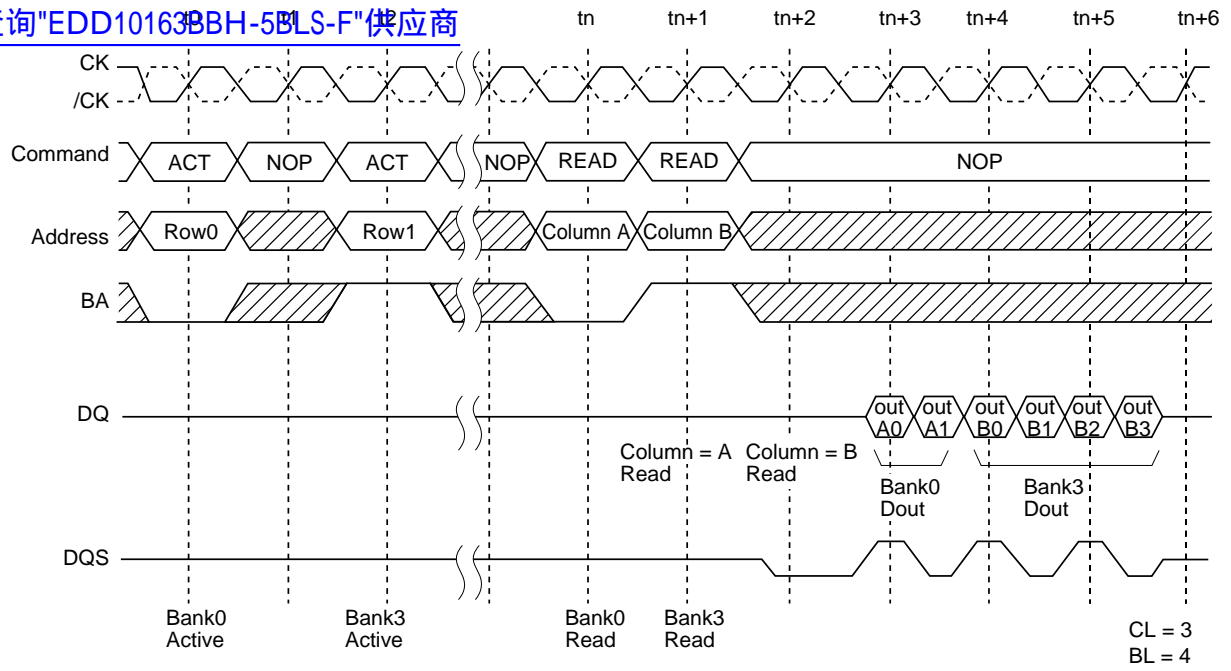 查询"EDD10163BBH-5BLS-F"供应商
t0 t1 t2 tn tn+1 tn+2 tn+3 tn+4 tn+5 tn+6
CK
/CK
Command ACT NOP ACT NOP READ READ NOP
Address Row0 Row1 Column A Column B
BA
DQ out A0 out A1 out B0 out B1 out B2 out B3
Column = A Read
Column = B Read
Bank0 Dout
Bank3 Dout
DQS
Bank0 Active
Bank3 Active
Bank0 Read
Bank3 Read
CL = 3
BL = 4